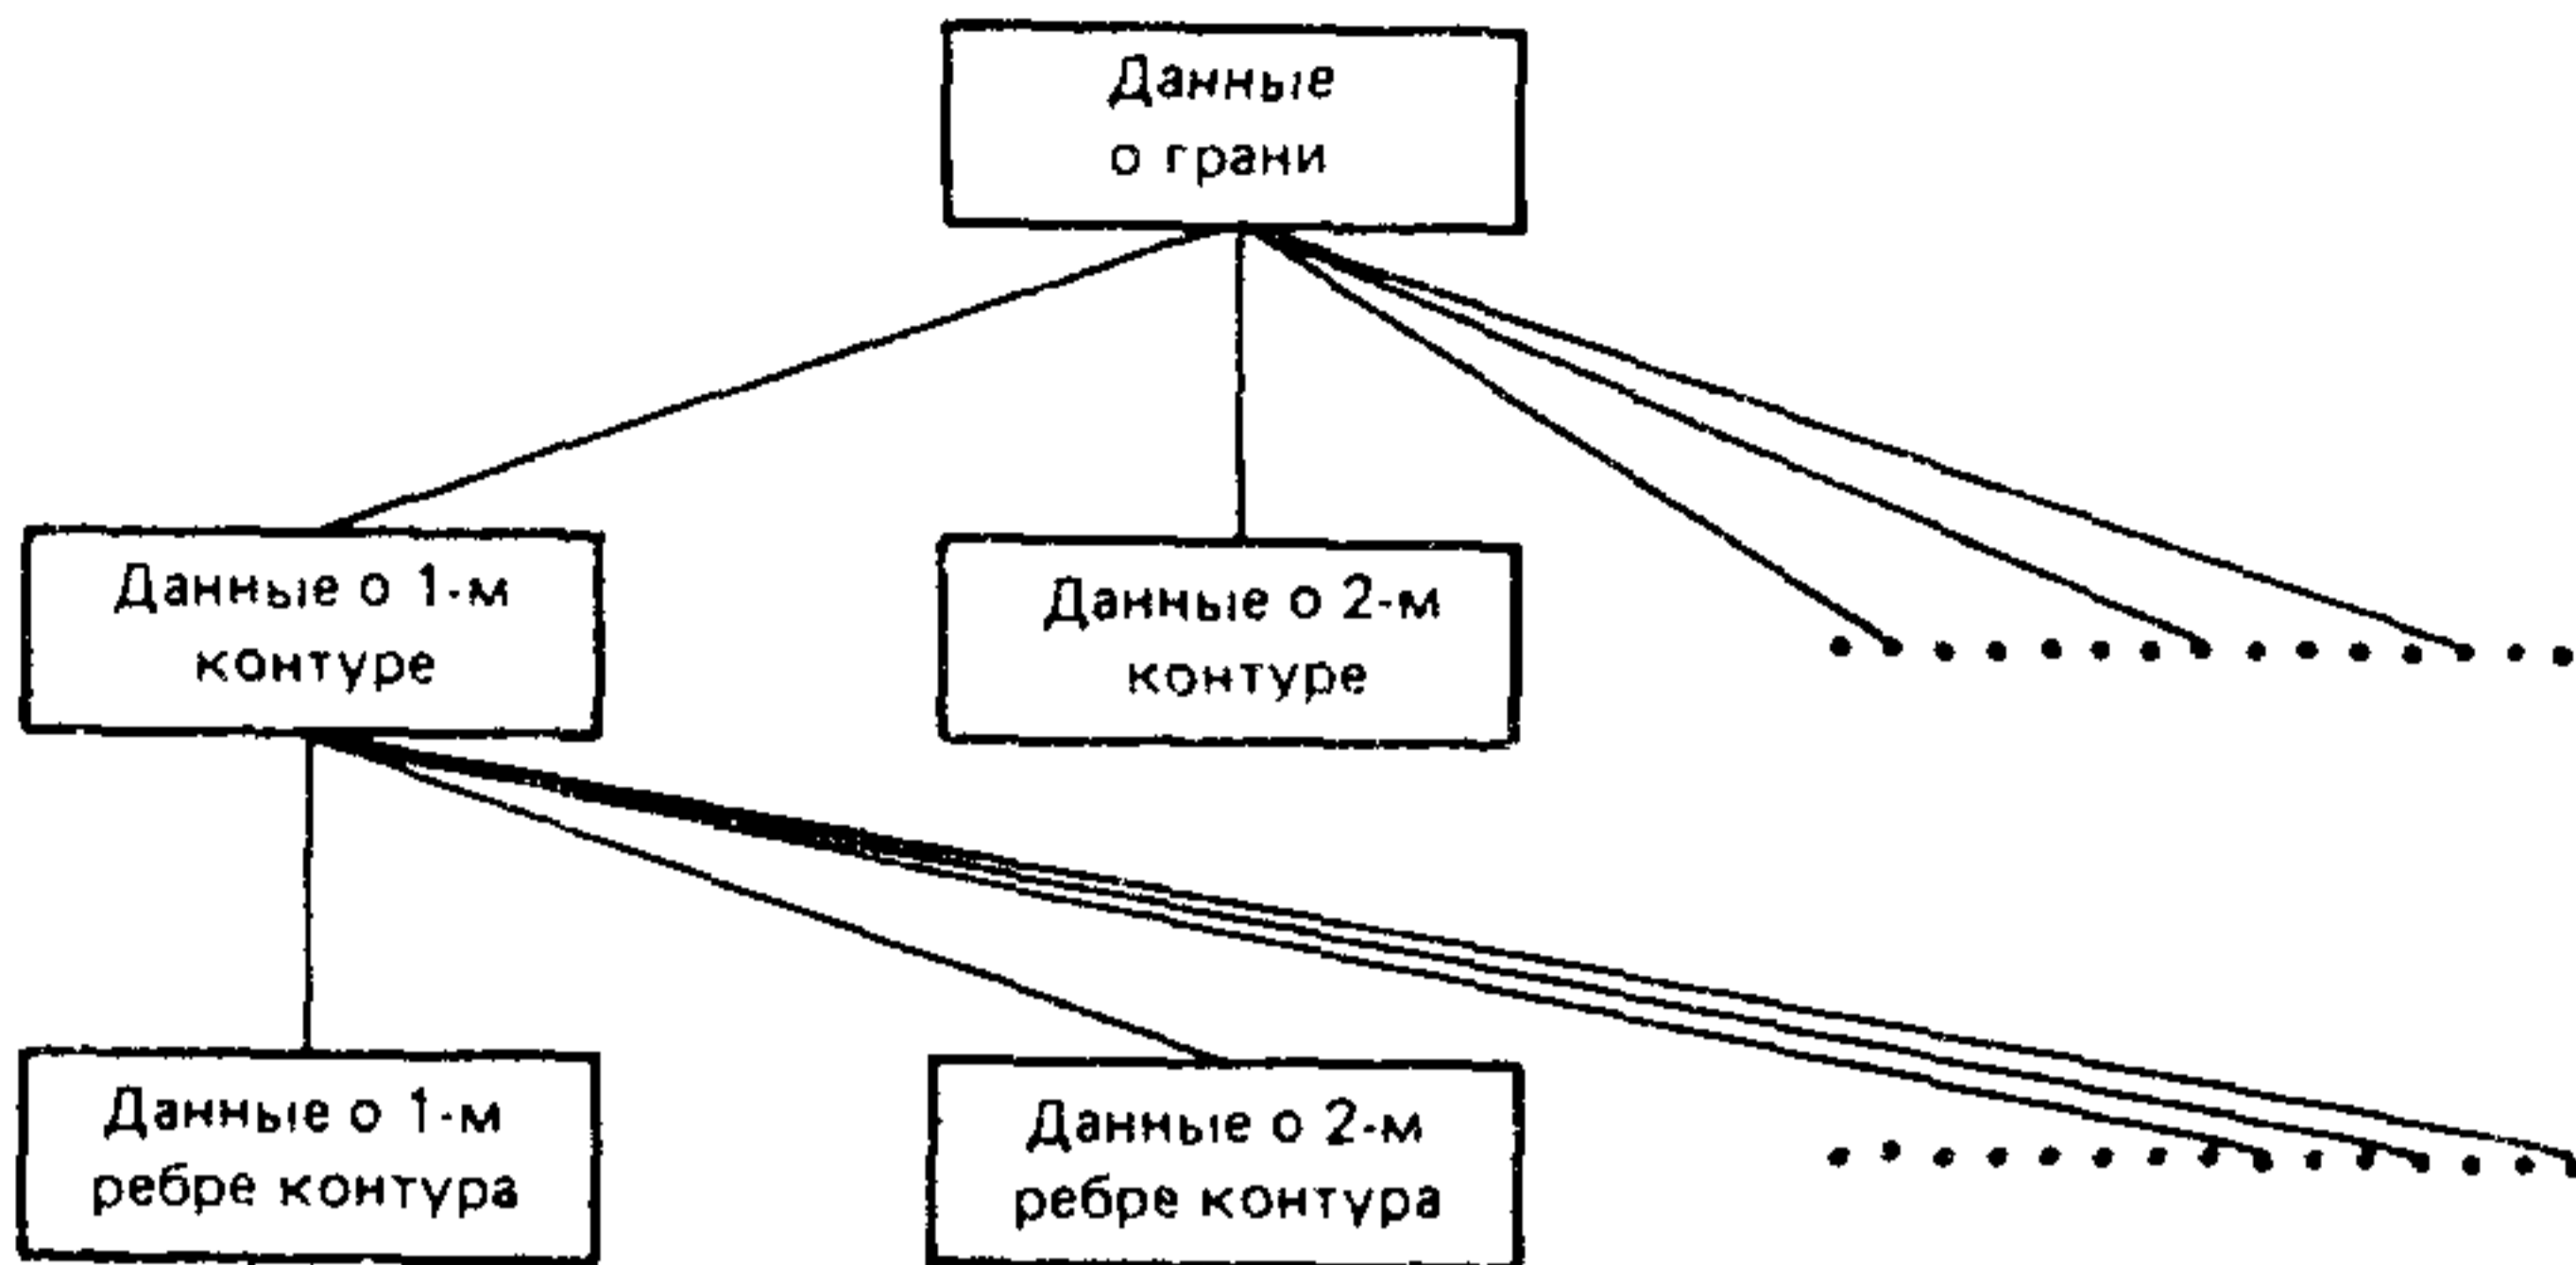 Данные
о грани
Данные о 1-м
контуре
Данные о 2-м
контуре
Данные о 1-м
ребре контура
Данные о 2-м
ребре контура